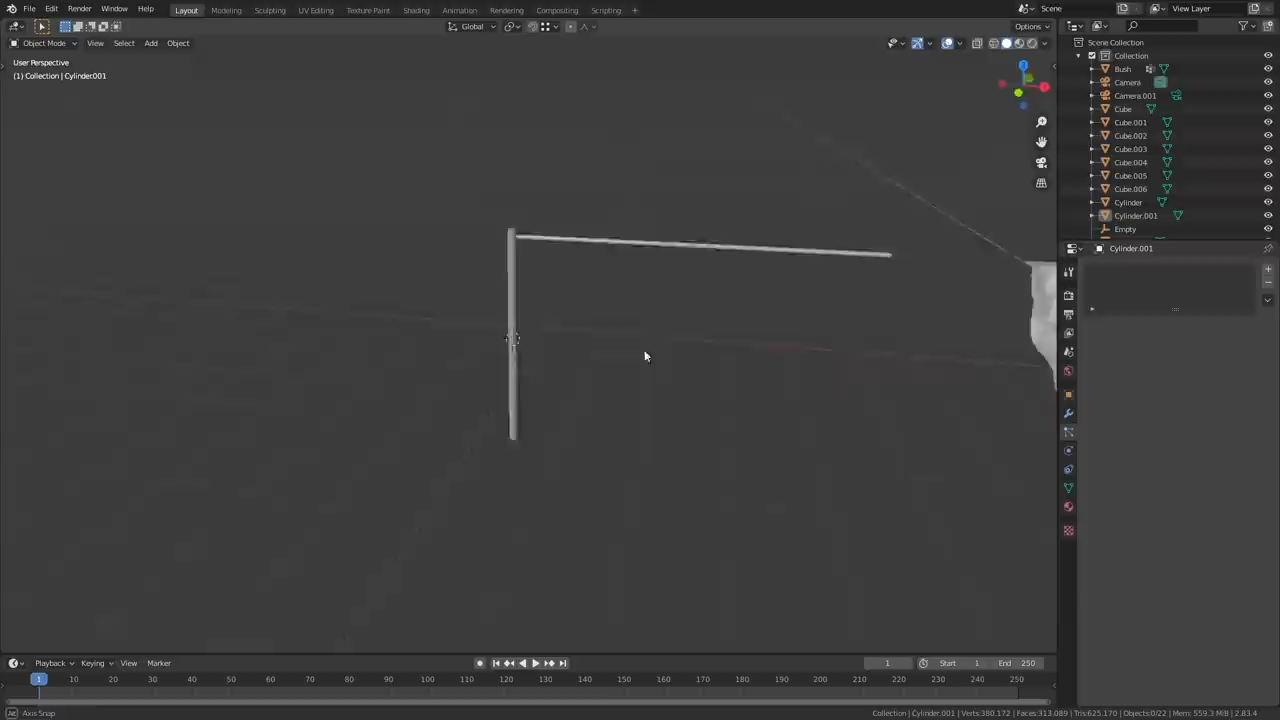 File Edit Render Window Help Layout Modeling Sculpting UV Editing Texture Paint Shading Animation Rendering Compositing Scripting + Scene View Layer
Global Options
Object Mode View Select Add Object
User Perspective
(1) Collection | Cylinder.001
Scene Collection
Collection
Bush
Camera
Camera.001
Cube
Cube.001
Cube.002
Cube.003
Cube.004
Cube.005
Cube.006
Cylinder
Cylinder.001
Empty
Cylinder.001
Playback Keying View Marker 1 Start 1 End 250
1 10 20 30 40 50 60 70 80 90 100 110 120 130 140 150 160 170 180 190 200 210 220 230 240 250
Axis Snap Collection | Cylinder.001 | Verts:380.172 | Faces:313.089 | Tris:625.170 | Objects:0/22 | Mem: 559.3 MiB | 2.83.4